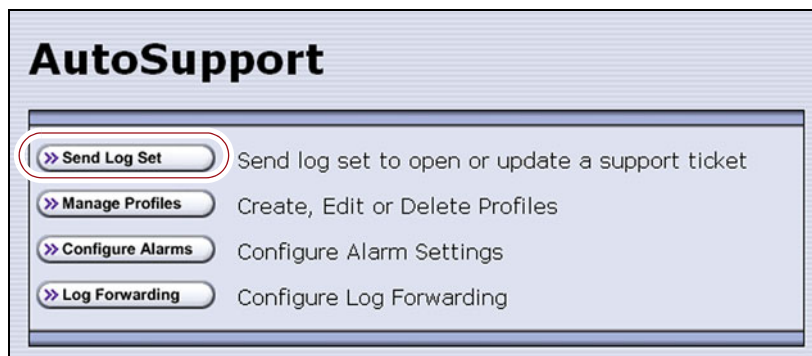 AutoSupport
Send Log Set Send log set to open or update a support ticket
Manage Profiles Create, Edit or Delete Profiles
Configure Alarms Configure Alarm Settings
Log Forwarding Configure Log Forwarding